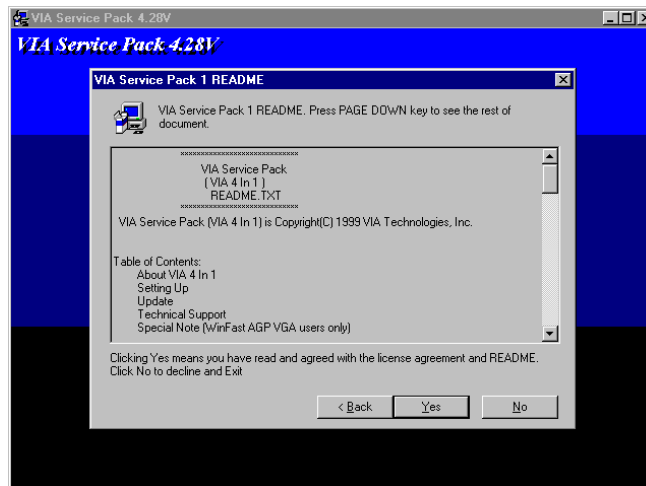 VIA Service Pack 4.28V
VIA Service Pack 4.28V
VIA Service Pack 1 README
VIA Service Pack 1 README. Press PAGE DOWN key to see the rest of
document.
xxxxxxxxxxxxxxxxxxxxxxxxxxx
VIA Service Pack
( VIA 4 In 1 )
README.TXT
xxxxxxxxxxxxxxxxxxxxxxxxxxx
VIA Service Pack (VIA 4 In 1) is Copyright(C) 1999 VIA Technologies, Inc.
Table of Contents:
About VIA 4 In 1
Setting Up
Update
Technical Support
Special Note (WinFast AGP VGA users only)
Clicking Yes means you have read and agreed with the license agreement and README.
Click No to decline and Exit
< Back
Yes
No